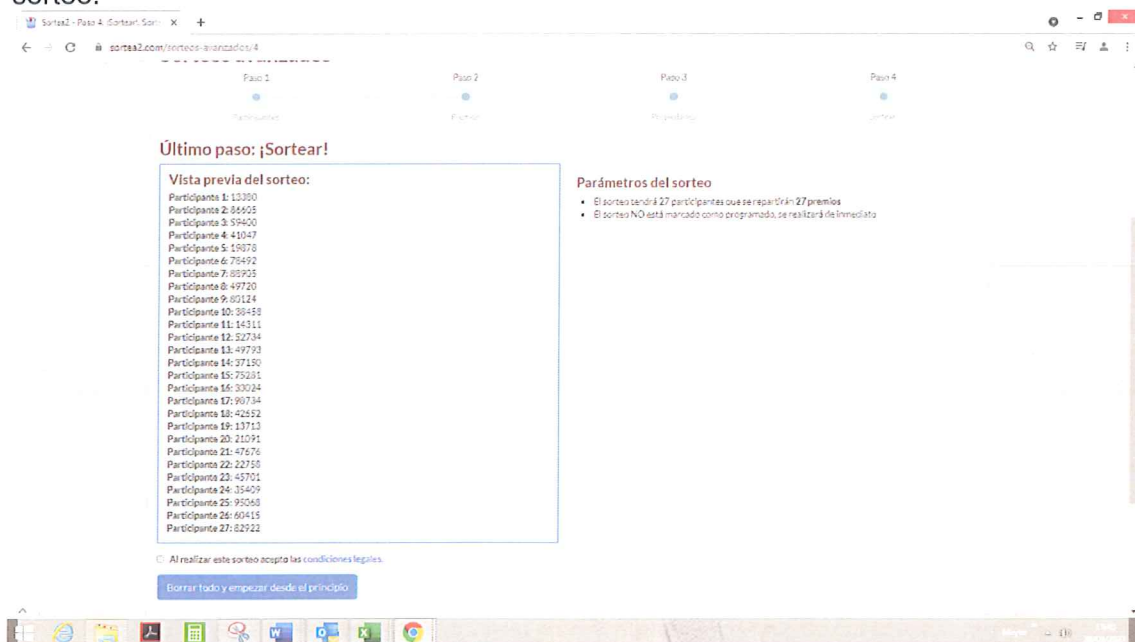 sorteo.
Sortea2 - Paso 4: ¡Sortear!
sortea2.com/sorteos-avanzados/4
Paso 1 Paso 2 Paso 3 Paso 4
Último paso: ¡Sortear!
Vista previa del sorteo:
Participante 1: 13380
Participante 2: 86605
Participante 3: 59400
Participante 4: 41047
Participante 5: 19878
Participante 6: 78492
Participante 7: 88905
Participante 8: 49720
Participante 9: 80124
Participante 10: 38458
Participante 11: 14311
Participante 12: 52734
Participante 13: 49793
Participante 14: 37150
Participante 15: 75281
Participante 16: 33024
Participante 17: 98734
Participante 18: 42652
Participante 19: 13713
Participante 20: 21091
Participante 21: 47676
Participante 22: 22758
Participante 23: 45701
Participante 24: 35409
Participante 25: 95068
Participante 26: 60415
Participante 27: 82922
Parámetros del sorteo
El sorteo tendrá 27 participantes que se repartirán 27 premios
El sorteo NO está marcado como programado, se realizará de inmediato
Al realizar este sorteo acepto las condiciones legales.
Borrar todo y empezar desde el principio